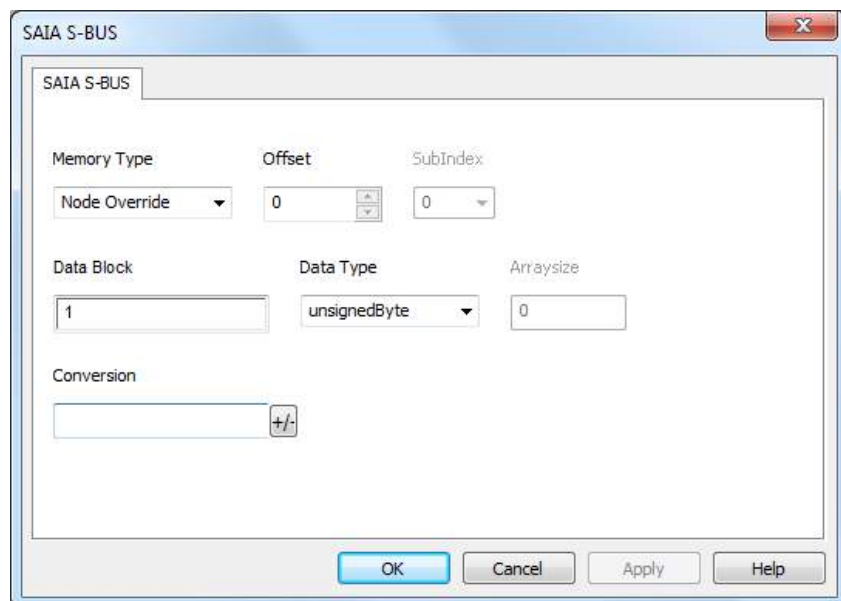 SAIA S-BUS
SAIA S-BUS
Memory Type Offset SubIndex
Node Override 0 0
Data Block Data Type Arraysize
1 unsignedByte 0
Conversion
+/-
OK Cancel Apply Help